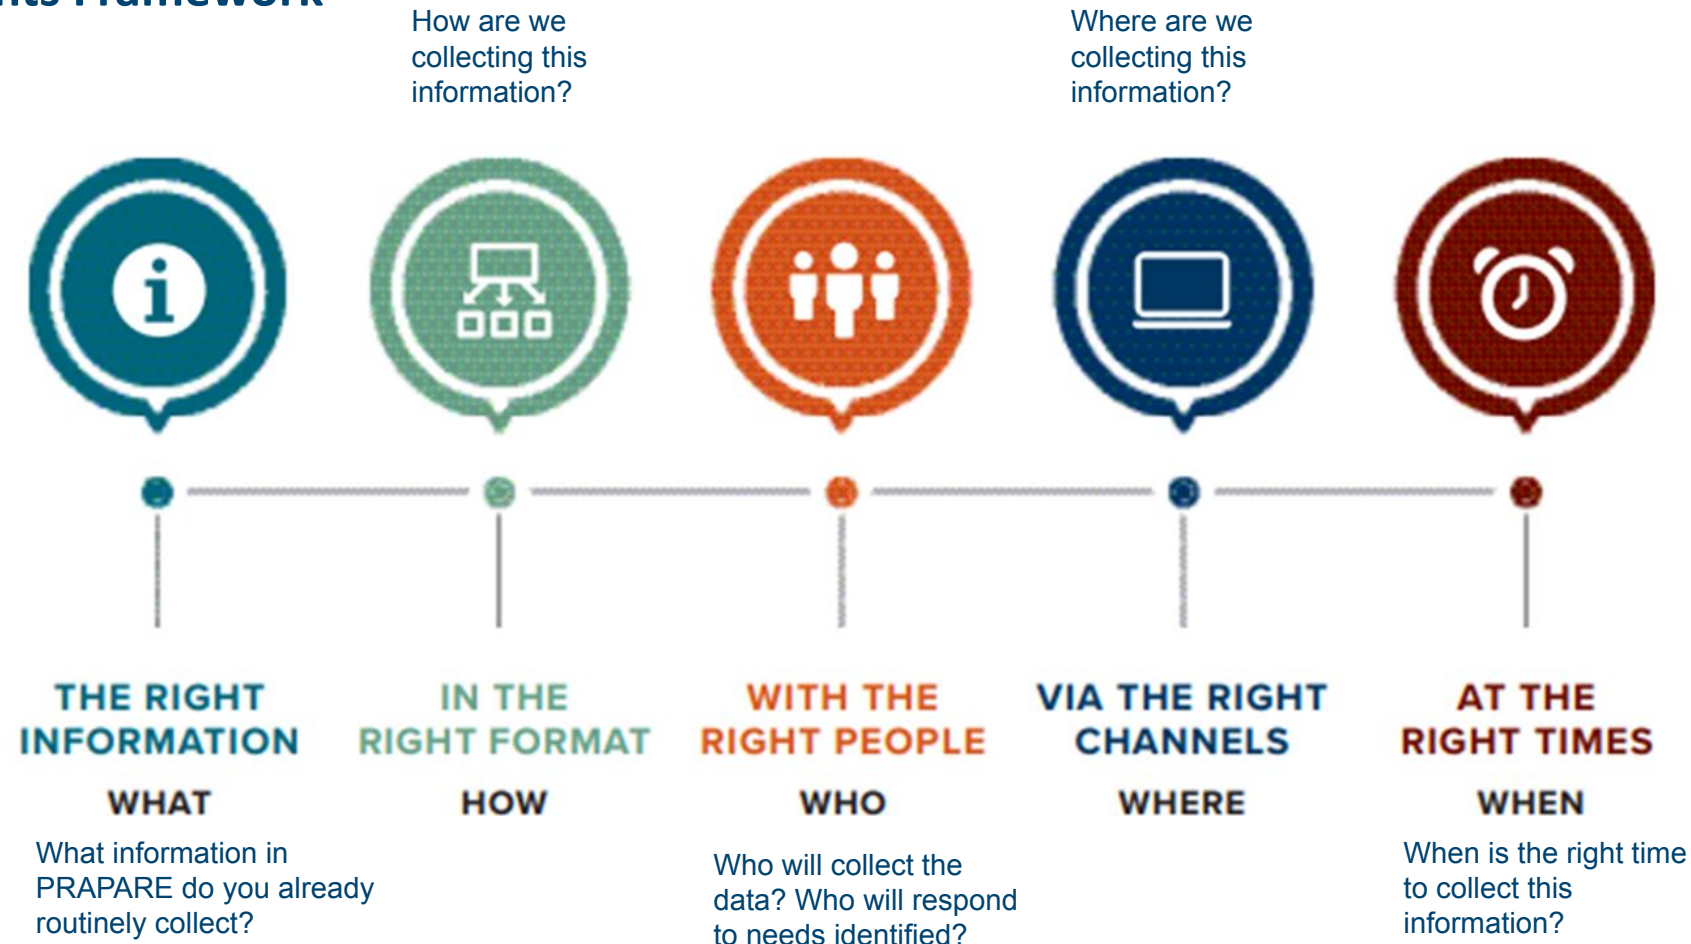 Framework
How are we
collecting this
information?
Where are we
collecting this
information?
i
THE RIGHT
INFORMATION
WHAT
What information in
PRAPARE do you already
routinely collect?
IN THE
RIGHT FORMAT
HOW
WITH THE
RIGHT PEOPLE
WHO
Who will collect the
data? Who will respond
to needs identified?
VIA THE RIGHT
CHANNELS
WHERE
AT THE
RIGHT TIMES
WHEN
When is the right time
to collect this
information?